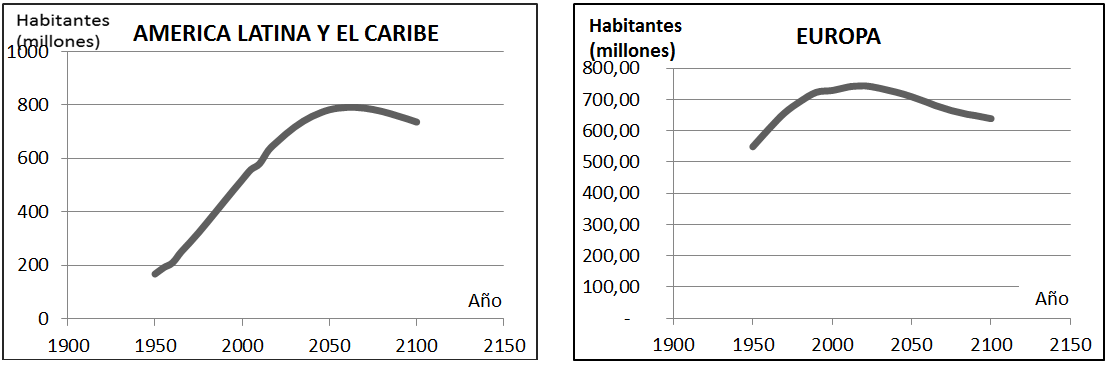 Habitantes
(millones)
AMERICA LATINA Y EL CARIBE
1000
800
600
400
200
0
Año
1900 1950 2000 2050 2100 2150
Habitantes
(millones)
EUROPA
800,00
700,00
600,00
500,00
400,00
300,00
200,00
100,00
-
Año
1900 1950 2000 2050 2100 2150